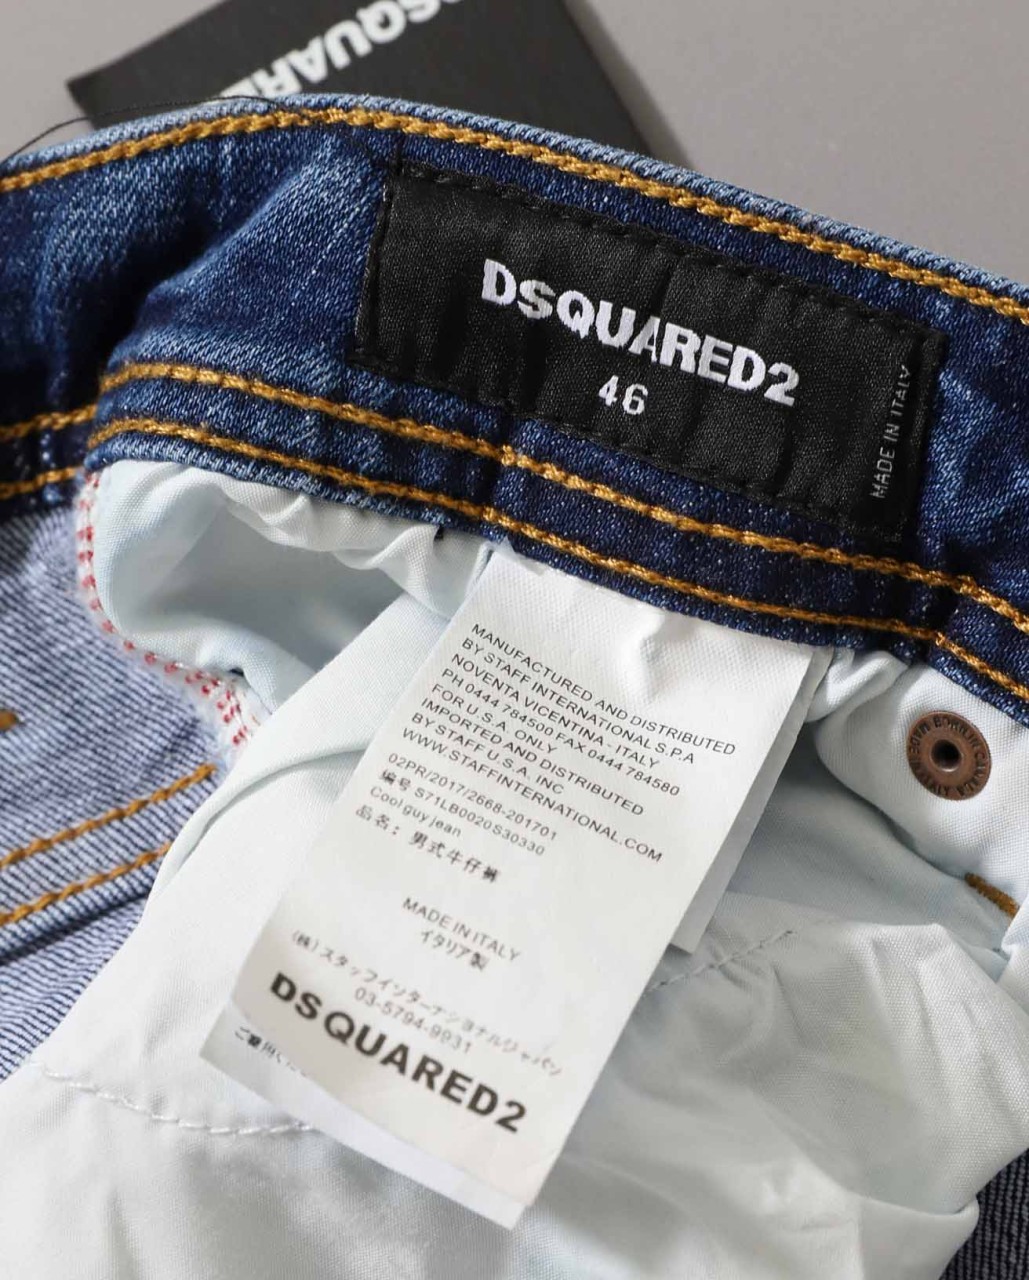 DSQUARE
DSQUARED2
46
MADE IN ITALY
MANUFACTURED AND DISTRIBUTED
BY STAFF INTERNATIONAL S.P.A
NOVENTA VICENTINA - ITALY
PH 0444 784500 FAX 0444 784580
FOR U.S.A. ONLY
IMPORTED AND DISTRIBUTED
BY STAFF U.S.A. INC
WWW.STAFFINTERNATIONAL.COM
02PR/2017/2668-201701
编号 S71LB0020S30330
Cool guy jean
品名: 男式牛仔裤
MADE IN ITALY
イタリア製
(株)スタッフインターナショナルジャパン
03-5794-9931
DSQUARED2